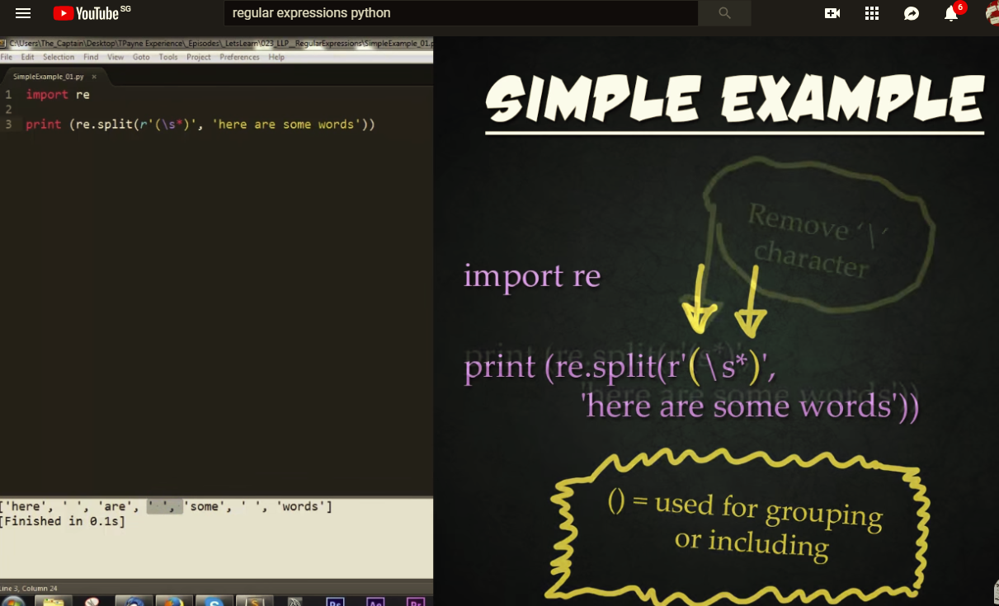 YouTube SG
regular expressions python
6
C:\Users\The_Captain\Desktop\TPayne Experience\_Episodes\_LetsLearn\023_LLP_RegularExpressions\SimpleExample_01.p
File Edit Selection Find View Goto Tools Project Preferences Help
SimpleExample_01.py ×
1 import re
2
3 print (re.split(r'(\s*)', 'here are some words'))
['here', ' ', 'are', ' ', 'some', ' ', 'words']
[Finished in 0.1s]
Line 3, Column 24
SIMPLE EXAMPLE
Remove '\'
character
import re
print (re.split(r'(\s*)',
'here are some words'))
() = used for grouping
or including